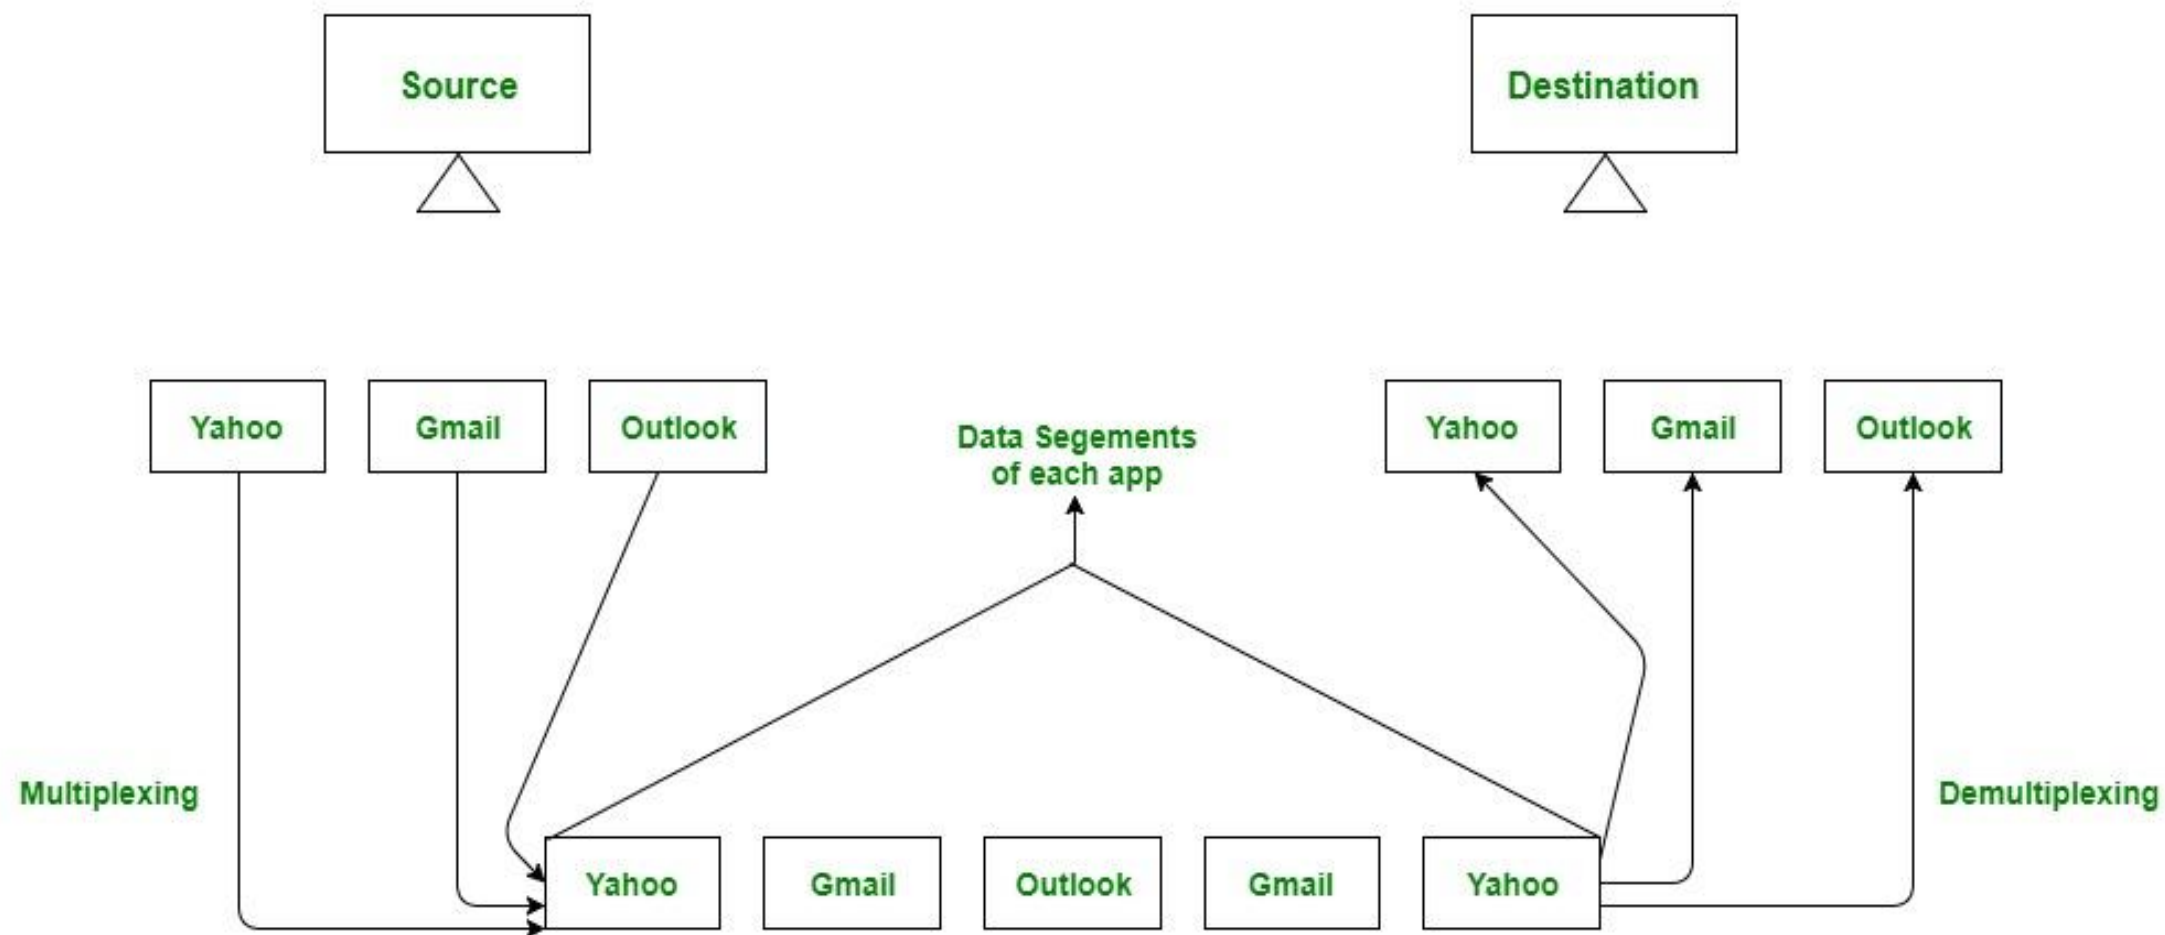 Source
Destination
Yahoo
Gmail
Outlook
Data Segements
of each app
Yahoo
Gmail
Outlook
Multiplexing
Demultiplexing
Yahoo
Gmail
Outlook
Gmail
Yahoo